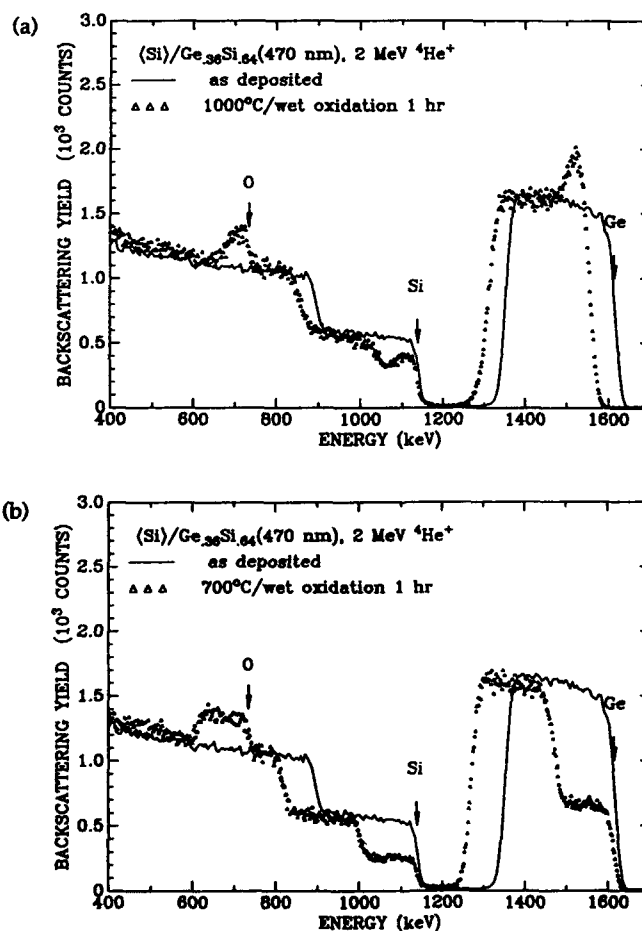 (a)
3.0
2.5
2.0
1.5
1.0
0.5
0
BACKSCATTERING YIELD (10³ COUNTS)
⟨Si⟩/Ge.₃₆Si.₆₄(470 nm), 2 MeV ⁴He⁺
as deposited
△ △ △ 1000°C/wet oxidation 1 hr
O
Si
Ge
400 600 800 1000 1200 1400 1600
ENERGY (keV)
(b)
3.0
2.5
2.0
1.5
1.0
0.5
0
BACKSCATTERING YIELD (10³ COUNTS)
⟨Si⟩/Ge.₃₆Si.₆₄(470 nm), 2 MeV ⁴He⁺
as deposited
△ △ △ 700°C/wet oxidation 1 hr
O
Si
Ge
400 600 800 1000 1200 1400 1600
ENERGY (keV)